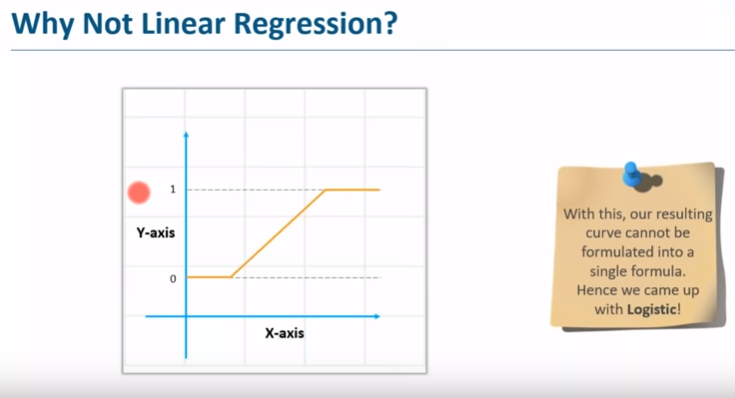 Why Not Linear Regression?
1
Y-axis
0
X-axis
With this, our resulting
curve cannot be
formulated into a
single formula.
Hence we came up
with Logistic!